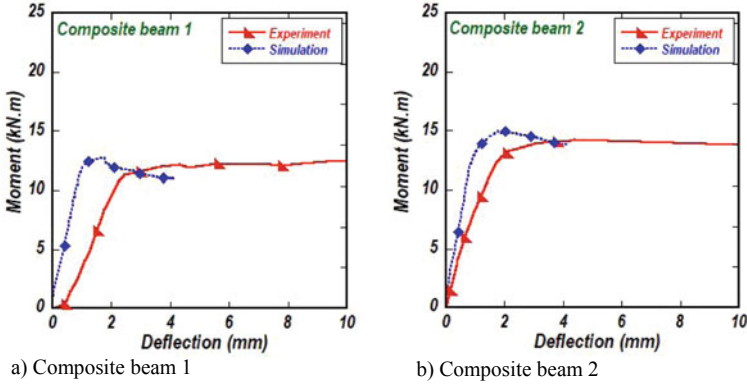 Composite beam 1
Experiment
Simulation
Moment (kN.m)
25
20
15
10
5
0
0 2 4 6 8 10
Deflection (mm)
a) Composite beam 1
Composite beam 2
Experiment
Simulation
Moment (kN.m)
25
20
15
10
5
0
0 2 4 6 8 10
Deflection (mm)
b) Composite beam 2